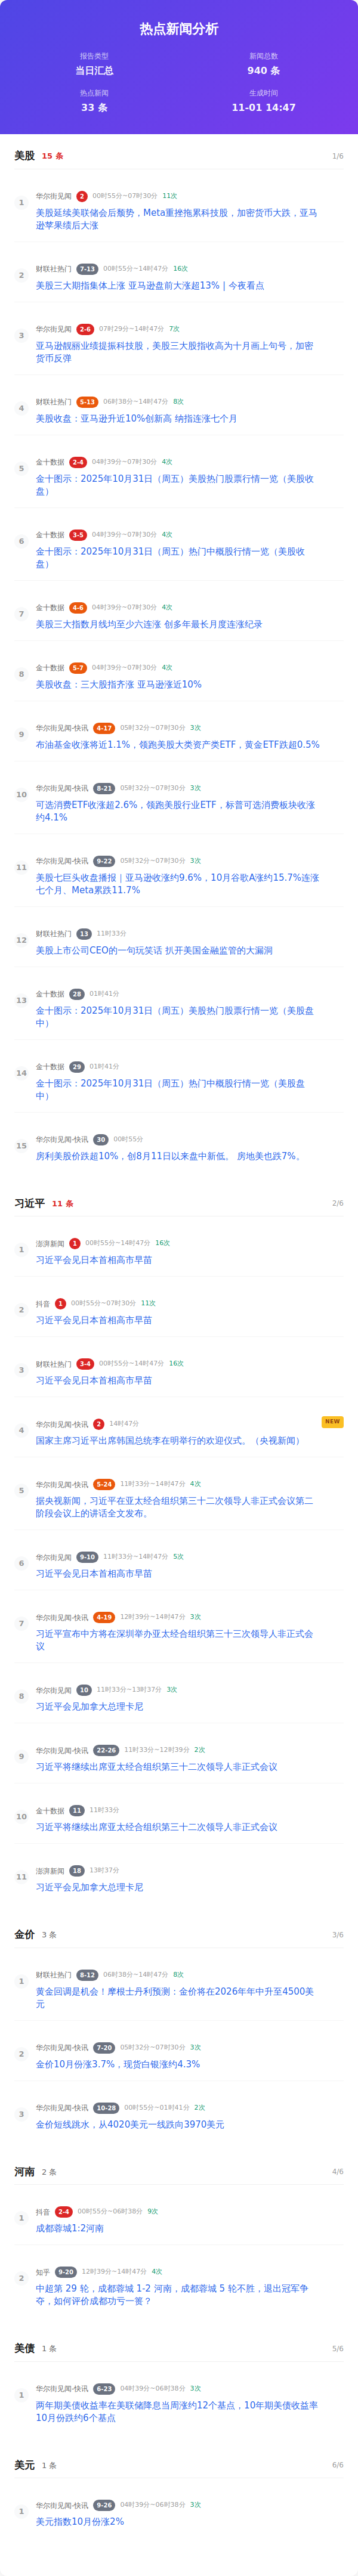 热点新闻分析
报告类型
新闻总数
当日汇总
940 条
热点新闻
生成时间
33 条
11-01 14:47
美股 15 条 1/6
1
华尔街见闻 2 00时55分~07时30分 11次
美股延续美联储会后颓势，Meta重挫拖累科技股，加密货币大跌，亚马
逊苹果绩后大涨
2
财联社热门 7-13 00时55分~14时47分 16次
美股三大期指集体上涨 亚马逊盘前大涨超13% | 今夜看点
3
华尔街见闻 2-6 07时29分~14时47分 7次
亚马逊靓丽业绩提振科技股，美股三大股指收高为十月画上句号，加密
货币反弹
4
财联社热门 5-13 06时38分~14时47分 8次
美股收盘：亚马逊升近10%创新高 纳指连涨七个月
5
金十数据 2-4 04时39分~07时30分 4次
金十图示：2025年10月31日（周五）美股热门股票行情一览（美股收
盘）
6
金十数据 3-5 04时39分~07时30分 4次
金十图示：2025年10月31日（周五）热门中概股行情一览（美股收
盘）
7
金十数据 4-6 04时39分~07时30分 4次
美股三大指数月线均至少六连涨 创多年最长月度连涨纪录
8
金十数据 5-7 04时39分~07时30分 4次
美股收盘：三大股指齐涨 亚马逊涨近10%
9
华尔街见闻-快讯 4-17 05时32分~07时30分 3次
布油基金收涨将近1.1%，领跑美股大类资产类ETF，黄金ETF跌超0.5%
10
华尔街见闻-快讯 8-21 05时32分~07时30分 3次
可选消费ETF收涨超2.6%，领跑美股行业ETF，标普可选消费板块收涨
约4.1%
11
华尔街见闻-快讯 9-22 05时32分~07时30分 3次
美股七巨头收盘播报｜亚马逊收涨约9.6%，10月谷歌A涨约15.7%连涨
七个月、Meta累跌11.7%
12
财联社热门 13 11时33分
美股上市公司CEO的一句玩笑话 扒开美国金融监管的大漏洞
13
金十数据 28 01时41分
金十图示：2025年10月31日（周五）美股热门股票行情一览（美股盘
中）
14
金十数据 29 01时41分
金十图示：2025年10月31日（周五）热门中概股行情一览（美股盘
中）
15
华尔街见闻-快讯 30 00时55分
房利美股价跌超10%，创8月11日以来盘中新低。 房地美也跌7%。
习近平 11 条 2/6
1
澎湃新闻 1 00时55分~14时47分 16次
习近平会见日本首相高市早苗
2
抖音 1 00时55分~07时30分 11次
习近平会见日本首相高市早苗
3
财联社热门 3-4 00时55分~14时47分 16次
习近平会见日本首相高市早苗
4
华尔街见闻-快讯 2 14时47分 NEW
国家主席习近平出席韩国总统李在明举行的欢迎仪式。（央视新闻）
5
华尔街见闻-快讯 5-24 11时33分~14时47分 4次
据央视新闻，习近平在亚太经合组织第三十二次领导人非正式会议第二
阶段会议上的讲话全文发布。
6
华尔街见闻 9-10 11时33分~14时47分 5次
习近平会见日本首相高市早苗
7
华尔街见闻-快讯 4-19 12时39分~14时47分 3次
习近平宣布中方将在深圳举办亚太经合组织第三十三次领导人非正式会
议
8
华尔街见闻 10 11时33分~13时37分 3次
习近平会见加拿大总理卡尼
9
华尔街见闻-快讯 22-26 11时33分~12时39分 2次
习近平将继续出席亚太经合组织第三十二次领导人非正式会议
10
金十数据 11 11时33分
习近平将继续出席亚太经合组织第三十二次领导人非正式会议
11
澎湃新闻 18 13时37分
习近平会见加拿大总理卡尼
金价 3 条 3/6
1
财联社热门 8-12 06时38分~14时47分 8次
黄金回调是机会！摩根士丹利预测：金价将在2026年年中升至4500美
元
2
华尔街见闻-快讯 7-20 05时32分~07时30分 3次
金价10月份涨3.7%，现货白银涨约4.3%
3
华尔街见闻-快讯 10-28 00时55分~01时41分 2次
金价短线跳水，从4020美元一线跌向3970美元
河南 2 条 4/6
1
抖音 2-4 00时55分~06时38分 9次
成都蓉城1:2河南
2
知乎 9-20 12时39分~14时47分 4次
中超第 29 轮，成都蓉城 1-2 河南，成都蓉城 5 轮不胜，退出冠军争
夺，如何评价成都功亏一篑？
美债 1 条 5/6
1
华尔街见闻-快讯 6-23 04时39分~06时38分 3次
两年期美债收益率在美联储降息当周涨约12个基点，10年期美债收益率
10月份跌约6个基点
美元 1 条 6/6
1
华尔街见闻-快讯 9-26 04时39分~06时38分 3次
美元指数10月份涨2%